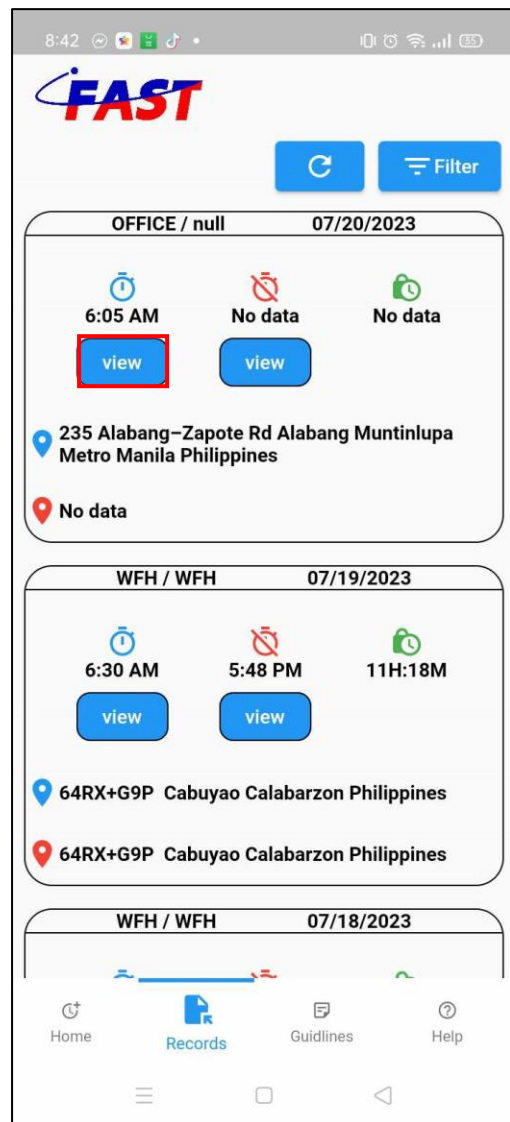 8:42
35
FAST
Filter
OFFICE / null 07/20/2023
6:05 AM No data No data
view view
235 Alabang–Zapote Rd Alabang Muntinlupa
Metro Manila Philippines
No data
WFH / WFH 07/19/2023
6:30 AM 5:48 PM 11H:18M
view view
64RX+G9P Cabuyao Calabarzon Philippines
64RX+G9P Cabuyao Calabarzon Philippines
WFH / WFH 07/18/2023
Home Records Guidlines Help